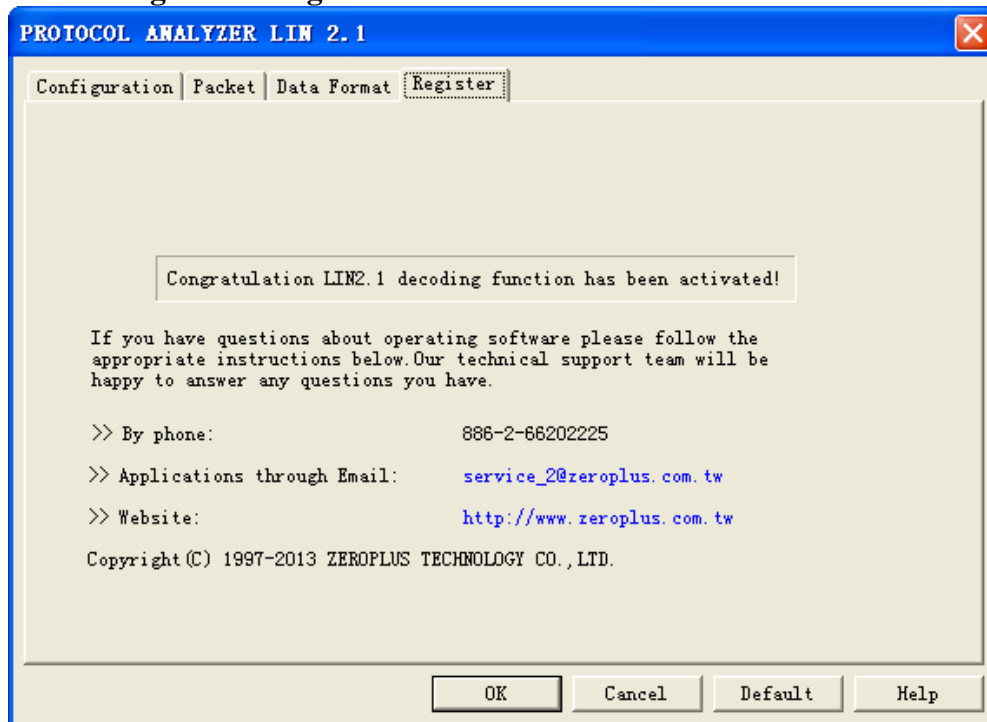 PROTOCOL ANALYZER LIN 2.1
Configuration Packet Data Format Register
Congratulation LIN2.1 decoding function has been activated!
If you have questions about operating software please follow the
appropriate instructions below.Our technical support team will be
happy to answer any questions you have.
>> By phone: 886-2-66202225
>> Applications through Email: service_2@zeroplus.com.tw
>> Website: http://www.zeroplus.com.tw
Copyright(C) 1997-2013 ZEROPLUS TECHNOLOGY CO.,LTD.
OK Cancel Default Help